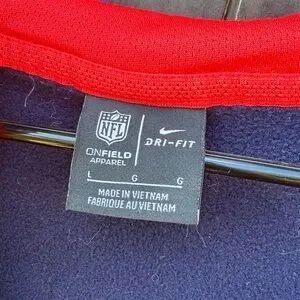 NFL
ONFIELD
APPAREL
DRI-FIT
L G G
MADE IN VIETNAM
FABRIQUE AU VIETNAM